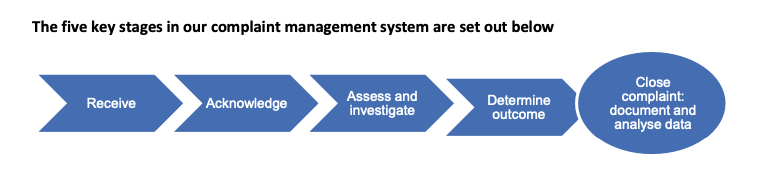 The five key stages in our complaint management system are set out below
Receive
Acknowledge
Assess and
investigate
Determine
outcome
Close
complaint:
document and
analyse data